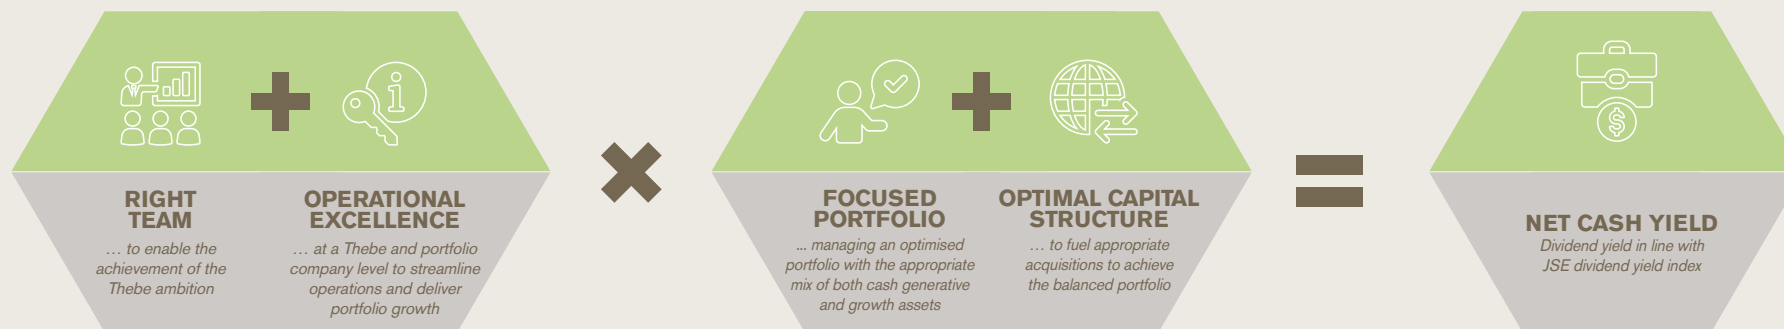 RIGHT
TEAM
… to enable the
achievement of the
Thebe ambition
OPERATIONAL
EXCELLENCE
… at a Thebe and portfolio
company level to streamline
operations and deliver
portfolio growth
FOCUSED
PORTFOLIO
... managing an optimised
portfolio with the appropriate
mix of both cash generative
and growth assets
OPTIMAL CAPITAL
STRUCTURE
… to fuel appropriate
acquisitions to achieve
the balanced portfolio
NET CASH YIELD
Dividend yield in line with
JSE dividend yield index